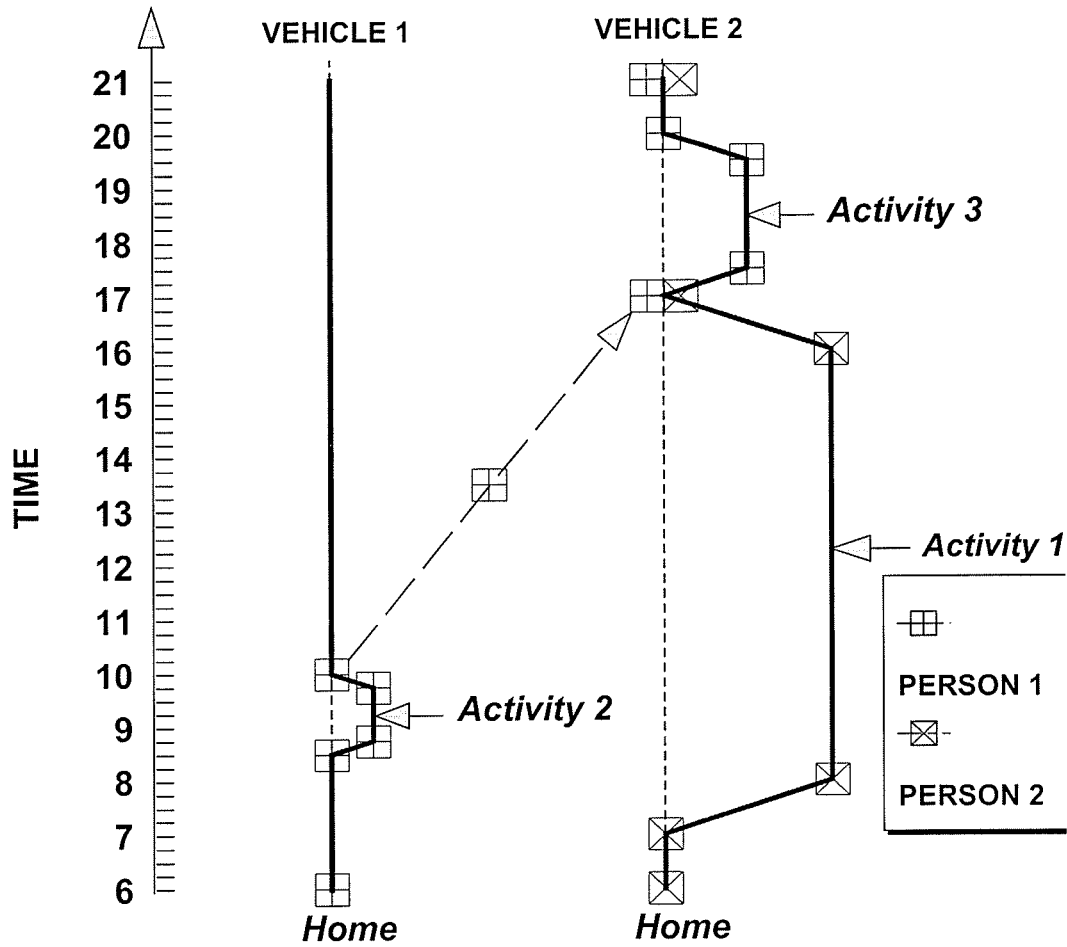 VEHICLE 1
VEHICLE 2
21
20
19
Activity 3
18
17
16
15
14
TIME
13
12
Activity 1
11
10
PERSON 1
Activity 2
9
8
PERSON 2
7
6
Home
Home